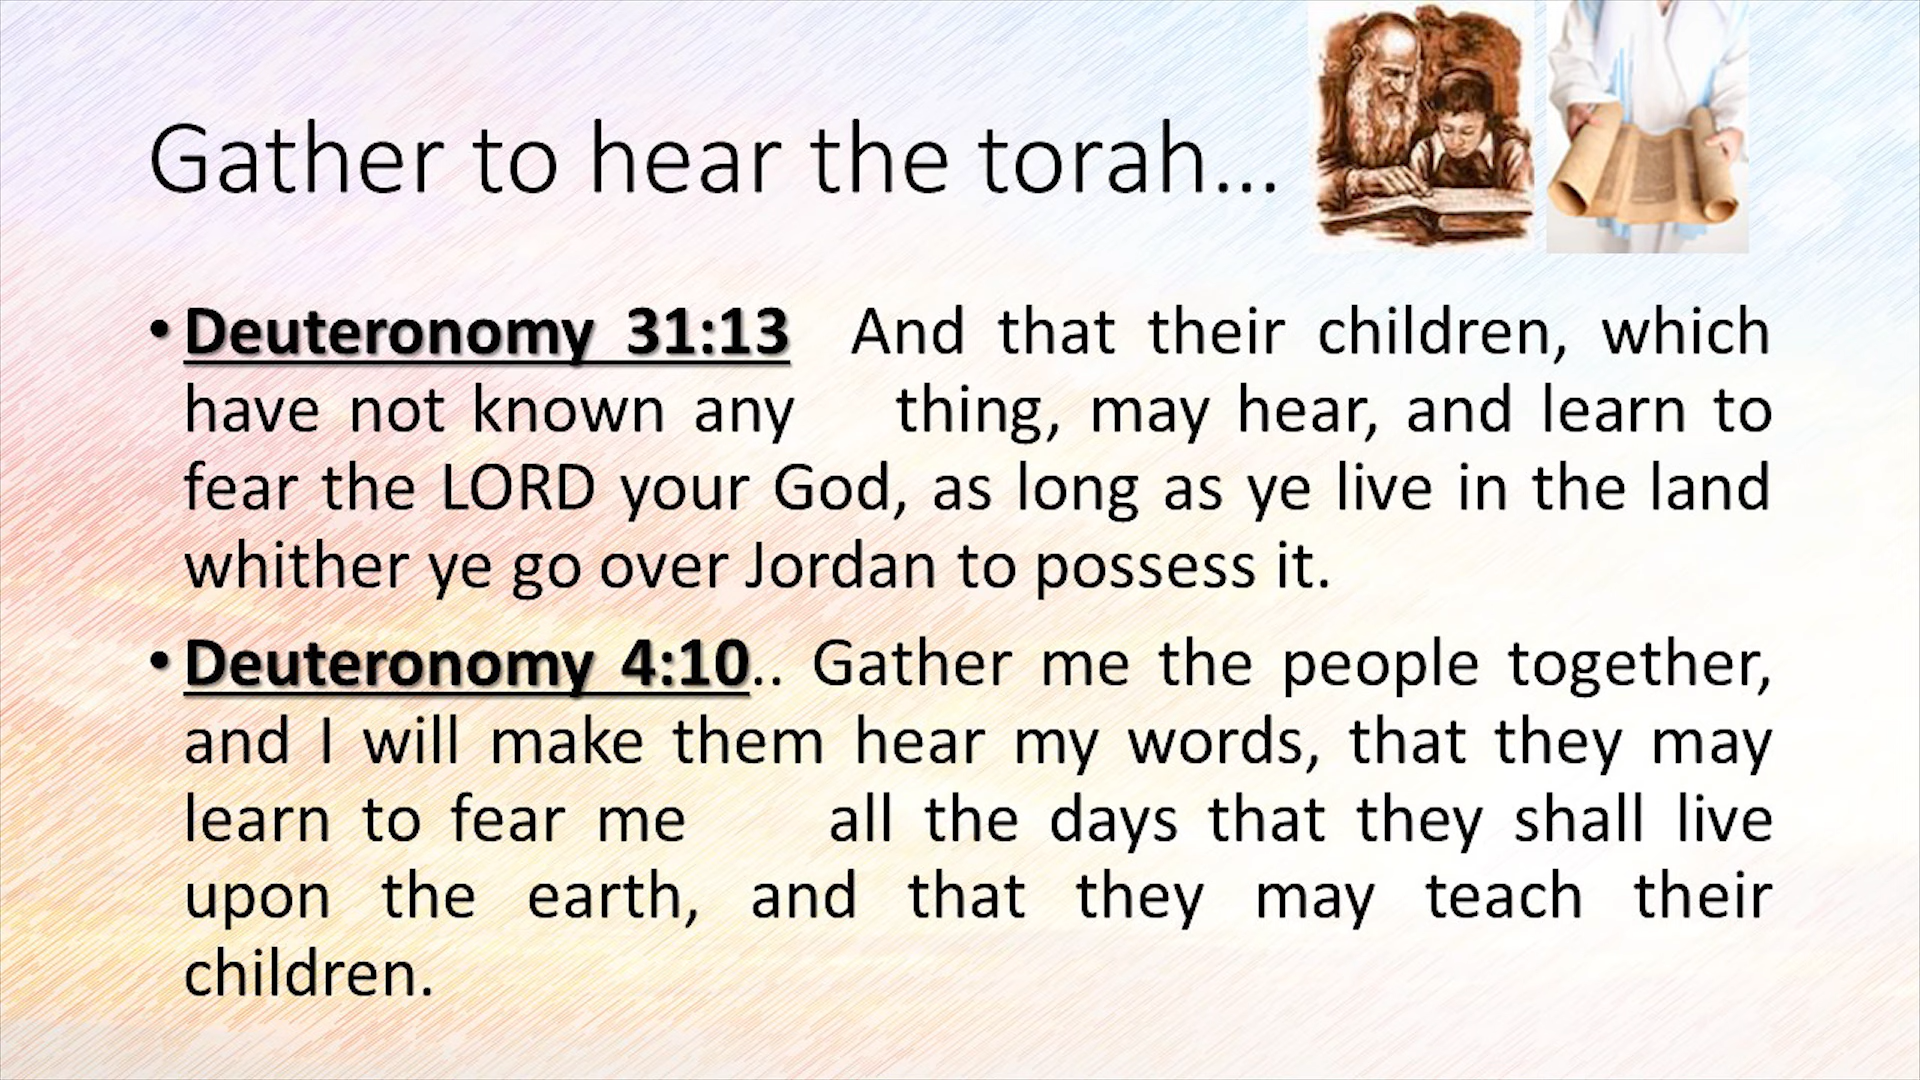 Gather to hear the torah...
• Deuteronomy 31:13 And that their children, which
have not known any thing, may hear, and learn to
fear the LORD your God, as long as ye live in the land
whither ye go over Jordan to possess it.
• Deuteronomy 4:10.. Gather me the people together,
and I will make them hear my words, that they may
learn to fear me all the days that they shall live
upon the earth, and that they may teach their
children.